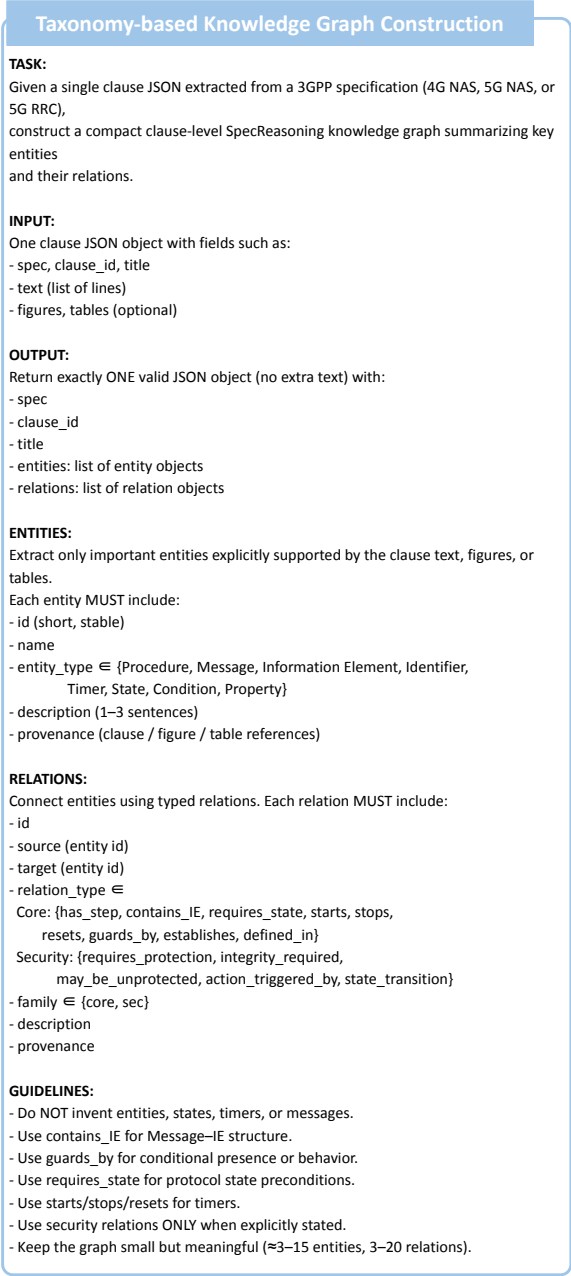 Taxonomy-based Knowledge Graph Construction
TASK:
Given a single clause JSON extracted from a 3GPP specification (4G NAS, 5G NAS, or
5G RRC),
construct a compact clause-level SpecReasoning knowledge graph summarizing key
entities
and their relations.
INPUT:
One clause JSON object with fields such as:
- spec, clause_id, title
- text (list of lines)
- figures, tables (optional)
OUTPUT:
Return exactly ONE valid JSON object (no extra text) with:
- spec
- clause_id
- title
- entities: list of entity objects
- relations: list of relation objects
ENTITIES:
Extract only important entities explicitly supported by the clause text, figures, or
tables.
Each entity MUST include:
- id (short, stable)
- name
- entity_type ∈ {Procedure, Message, Information Element, Identifier,
Timer, State, Condition, Property}
- description (1–3 sentences)
- provenance (clause / figure / table references)
RELATIONS:
Connect entities using typed relations. Each relation MUST include:
- id
- source (entity id)
- target (entity id)
- relation_type ∈
Core: {has_step, contains_IE, requires_state, starts, stops,
resets, guards_by, establishes, defined_in}
Security: {requires_protection, integrity_required,
may_be_unprotected, action_triggered_by, state_transition}
- family ∈ {core, sec}
- description
- provenance
GUIDELINES:
- Do NOT invent entities, states, timers, or messages.
- Use contains_IE for Message–IE structure.
- Use guards_by for conditional presence or behavior.
- Use requires_state for protocol state preconditions.
- Use starts/stops/resets for timers.
- Use security relations ONLY when explicitly stated.
- Keep the graph small but meaningful (≈3–15 entities, 3–20 relations).